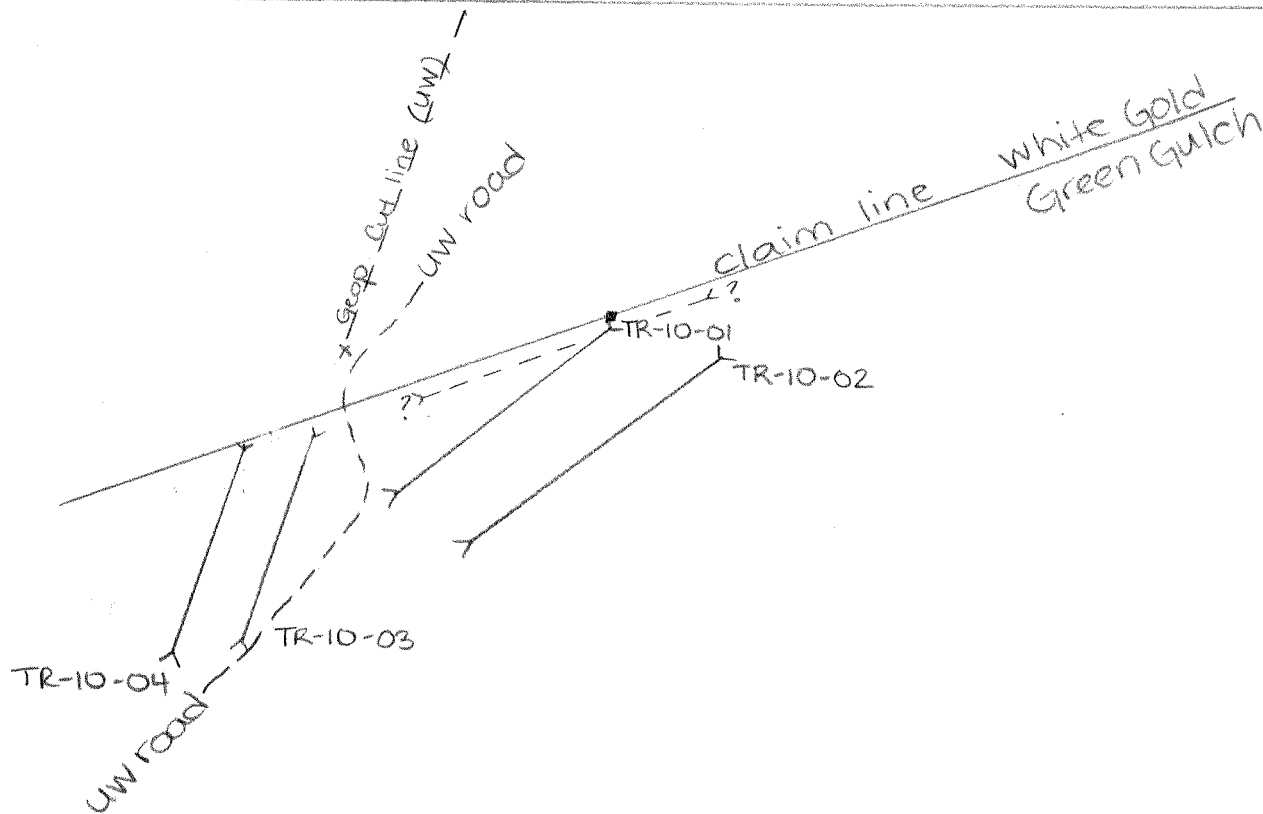 Geop Cut line (UW)
UW road
White Gold
Green Gulch
claim line
?
TR-10-01
TR-10-02
?
TR-10-03
TR-10-04
UW road